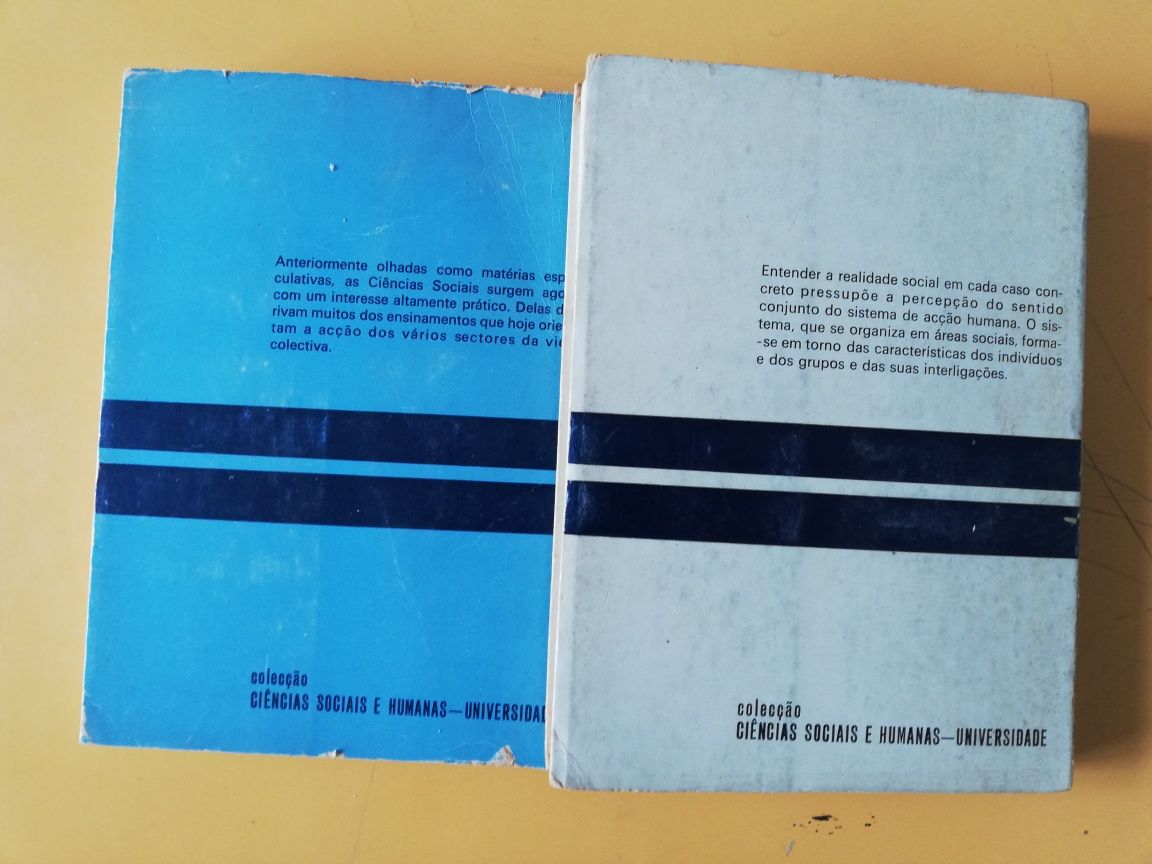 Anteriormente olhadas como matérias esp
culativas, as Ciências Sociais surgem ago
com um interesse altamente prático. Delas d
rivam muitos dos ensinamentos que hoje orie
tam a acção dos vários sectores da vi
colectiva.
colecção
CIÊNCIAS SOCIAIS E HUMANAS—UNIVERSIDA
Entender a realidade social em cada caso con-
creto pressupõe a percepção do sentido
conjunto do sistema de acção humana. O sis-
tema, que se organiza em áreas sociais, forma-
-se em torno das características dos indivíduos
e dos grupos e das suas interligações.
colecção
CIÊNCIAS SOCIAIS E HUMANAS—UNIVERSIDADE